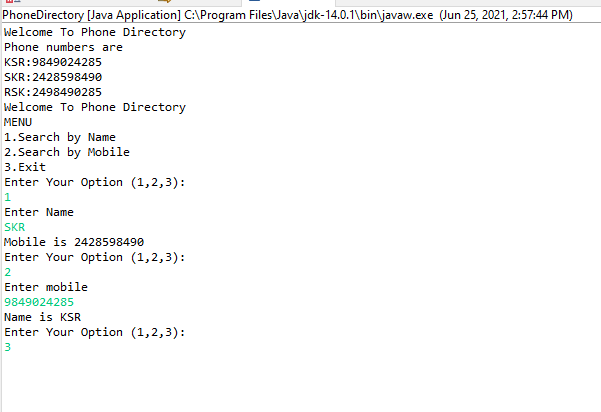 PhoneDirectory [Java Application] C:\Program Files\Java\jdk-14.0.1\bin\javaw.exe (Jun 25, 2021, 2:57:44 PM)
Welcome To Phone Directory
Phone numbers are
KSR:9849024285
SKR:2428598490
RSK:2498490285
Welcome To Phone Directory
MENU
1.Search by Name
2.Search by Mobile
3.Exit
Enter Your Option (1,2,3):
1
Enter Name
SKR
Mobile is 2428598490
Enter Your Option (1,2,3):
2
Enter mobile
9849024285
Name is KSR
Enter Your Option (1,2,3):
3